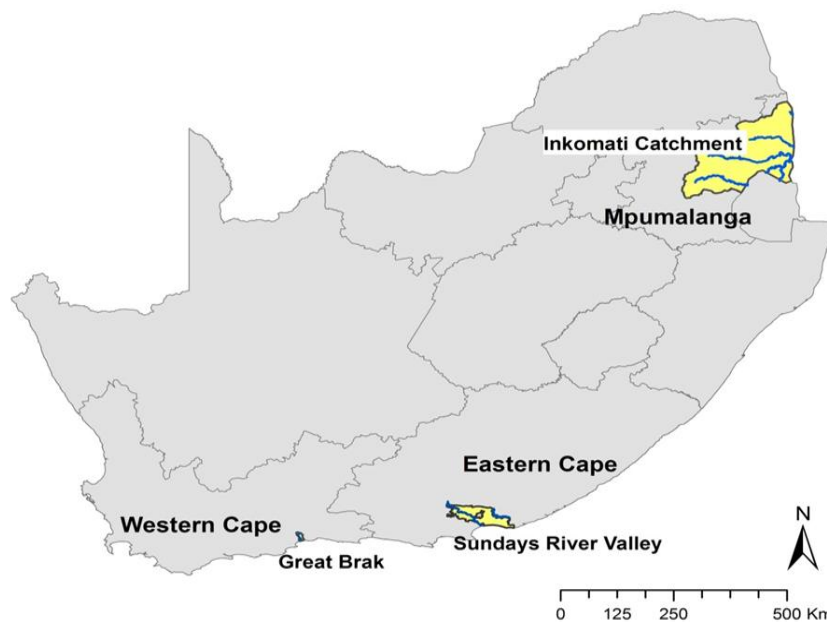 Inkomati Catchment
Mpumalanga
Eastern Cape
Western Cape
Sundays River Valley
Great Brak
N
0 125 250 500 Km